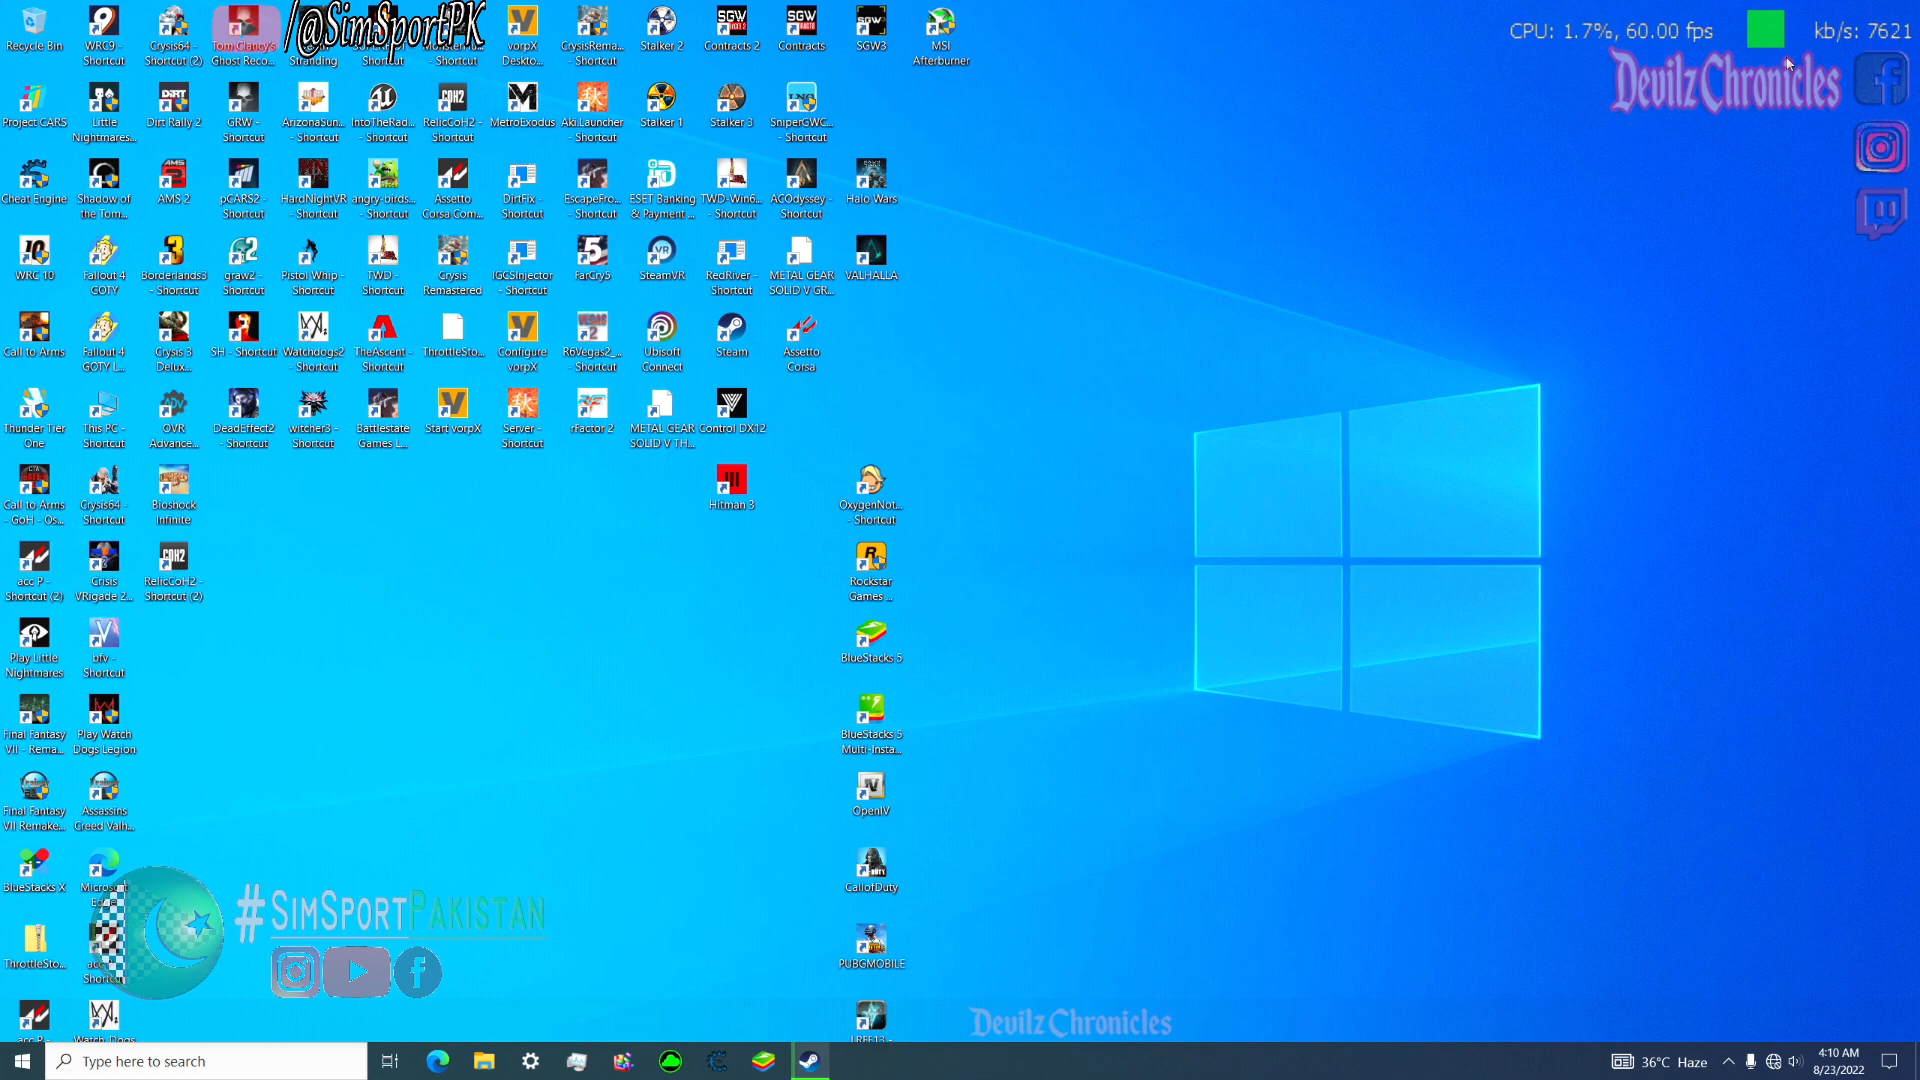 /@SimSportPK
CPU: 1.7%, 60.00 fps
kb/s: 7621
DevilzChronicles
Recycle Bin
WRC9 -
Shortcut
Crysis64 -
Shortcut (2)
Tom Clancy's
Ghost Reco...
Stranding
Shortcut
- Shortcut
vorpX
Deskto...
CrysisRema...
- Shortcut
Stalker 2
Contracts 2
Contracts
SGW3
MSI
Afterburner
Project CARS
Little
Nightmares...
Dirt Rally 2
GRW -
Shortcut
ArizonaSun...
- Shortcut
IntoTheRad...
- Shortcut
RelicCoH2 -
Shortcut
MetroExodus
Aki.Launcher
- Shortcut
Stalker 1
Stalker 3
SniperGWC...
- Shortcut
Cheat Engine
Shadow of
the Tom...
AMS 2
pCARS2 -
Shortcut
HardNightVR
- Shortcut
angry-birds...
- Shortcut
Assetto
Corsa Com...
DirtFix -
Shortcut
EscapeFro...
- Shortcut
ESET Banking
& Payment ...
TWD-Win6...
- Shortcut
ACOdyssey -
Shortcut
Halo Wars
WRC 10
Fallout 4
GOTY
Borderlands3
- Shortcut
graw2 -
Shortcut
Pistol Whip -
Shortcut
TWD -
Shortcut
Crysis
Remastered
IGCSInjector
- Shortcut
FarCry5
SteamVR
RedRiver -
Shortcut
METAL GEAR
SOLID V GR...
VALHALLA
Call to Arms
Fallout 4
GOTY L...
Crysis 3
Delux...
SH - Shortcut
Watchdogs2
- Shortcut
TheAscent -
Shortcut
ThrottleSto...
Configure
vorpX
R6Vegas2_...
- Shortcut
Ubisoft
Connect
Steam
Assetto
Corsa
Thunder Tier
One
This PC -
Shortcut
OVR
Advance...
DeadEffect2
- Shortcut
witcher3 -
Shortcut
Battlestate
Games L...
Start vorpX
Server -
Shortcut
rFactor 2
METAL GEAR
SOLID V TH...
Control DX12
Call to Arms
- GoH - Os...
Crysis64 -
Shortcut
Bioshock
Infinite
Hitman 3
OxygenNot...
- Shortcut
acc P -
Shortcut (2)
Crisis
VRigade 2...
RelicCoH2 -
Shortcut (2)
Rockstar
Games ...
Play Little
Nightmares
bfv -
Shortcut
BlueStacks 5
Final Fantasy
VII - Rema...
Play Watch
Dogs Legion
BlueStacks 5
Multi-Insta...
Final Fantasy
VII Remake...
Assassins
Creed Valh...
OpenIV
BlueStacks X
CallofDuty
#SimSportPakistan
ThrottleSto...
PUBGMOBILE
DevilzChronicles
Type here to search
36°C Haze
4:10 AM
8/23/2022